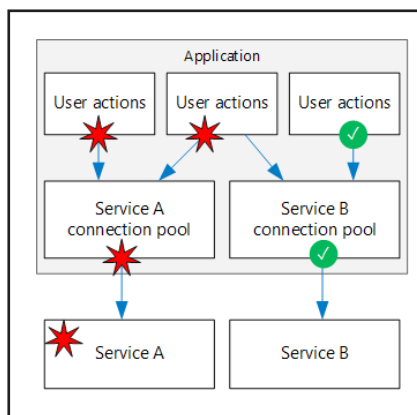 Application
User actions
User actions
User actions
Service A
connection pool
Service B
connection pool
Service A
Service B